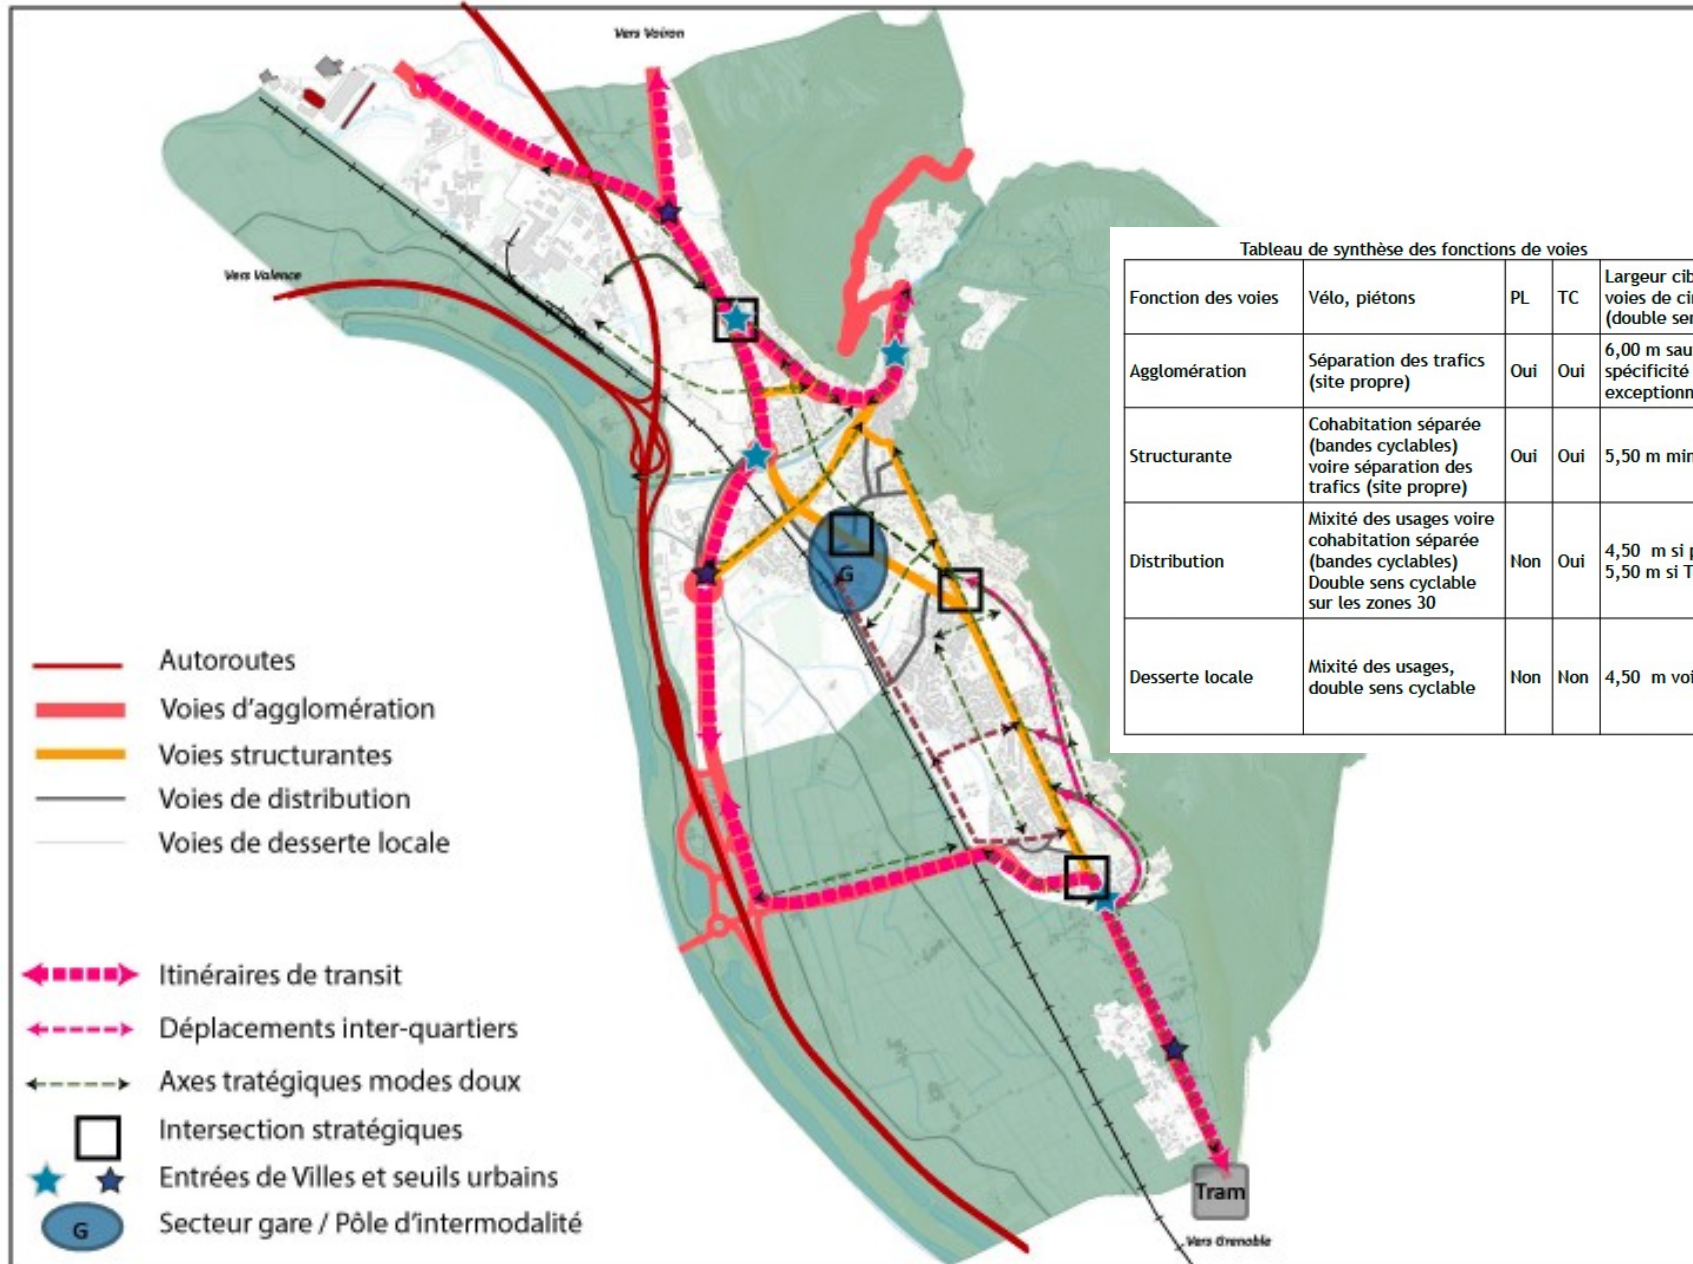 Vers Voiron
Vers Valence
Tableau de synthèse des fonctions de voies
Fonction des voies
Vélo, piétons
PL
TC
Largeur cib
voies de cir
(double sen
Agglomération
Séparation des trafics
(site propre)
Oui
Oui
6,00 m sau
spécificité
exceptionn
Structurante
Cohabitation séparée
(bandes cyclables)
voire séparation des
trafics (site propre)
Oui
Oui
5,50 m min
Distribution
Mixité des usages voire
cohabitation séparée
(bandes cyclables)
Double sens cyclable
sur les zones 30
Non
Oui
4,50 m si p
5,50 m si T
Desserte locale
Mixité des usages,
double sens cyclable
Non
Non
4,50 m voi
G
Autoroutes
Voies d'agglomération
Voies structurantes
Voies de distribution
Voies de desserte locale
Itinéraires de transit
Déplacements inter-quartiers
Axes tratégiques modes doux
Intersection stratégiques
Entrées de Villes et seuils urbains
G
Secteur gare / Pôle d'intermodalité
Tram
Vers Grenoble